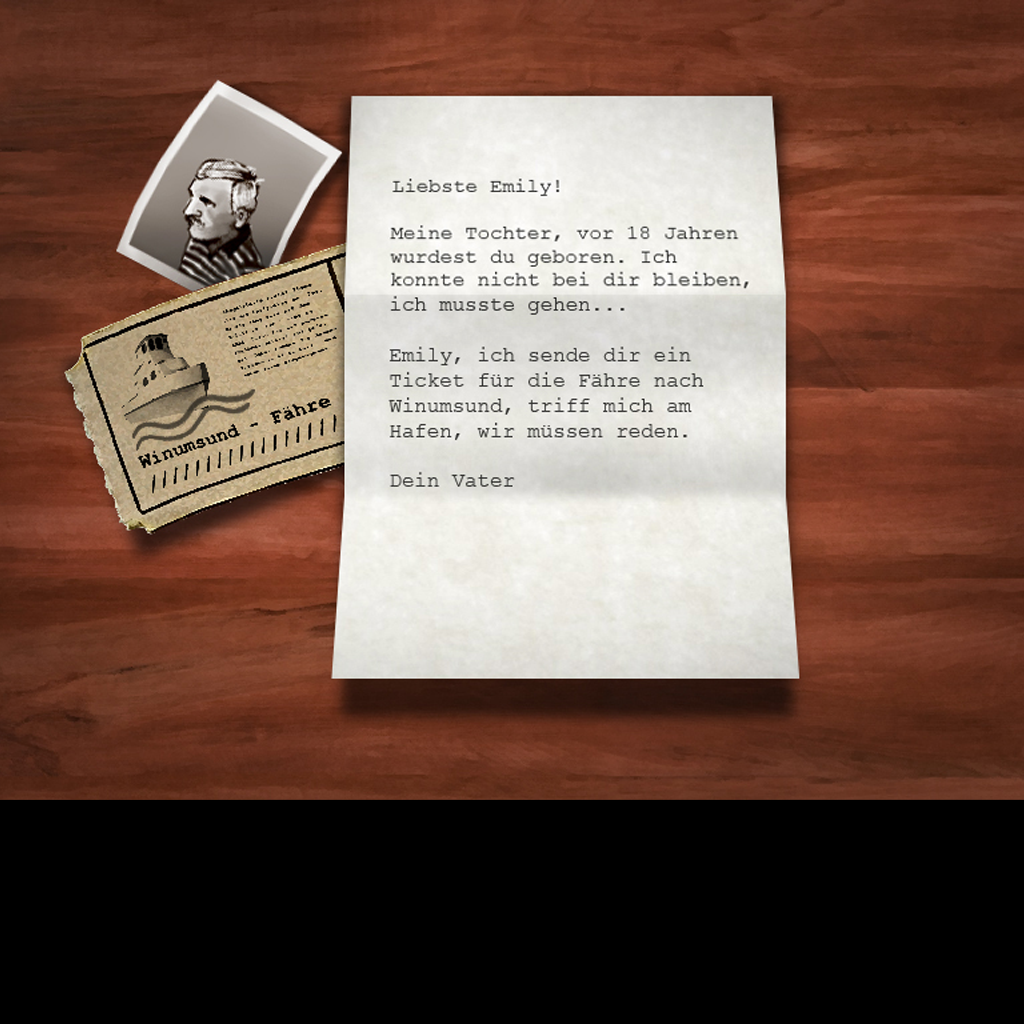 Liebste Emily!
Meine Tochter, vor 18 Jahren
wurdest du geboren. Ich
konnte nicht bei dir bleiben,
ich musste gehen...
Emily, ich sende dir ein
Ticket für die Fähre nach
Winumsund, triff mich am
Hafen, wir müssen reden.
Dein Vater
Winumsund - Fähre